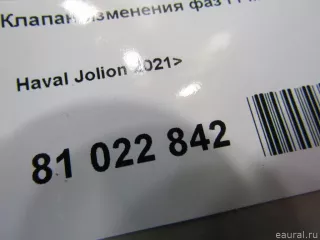 Клапан изменения фаз
Haval Jolion 2021>
81 022 842
eaural.ru